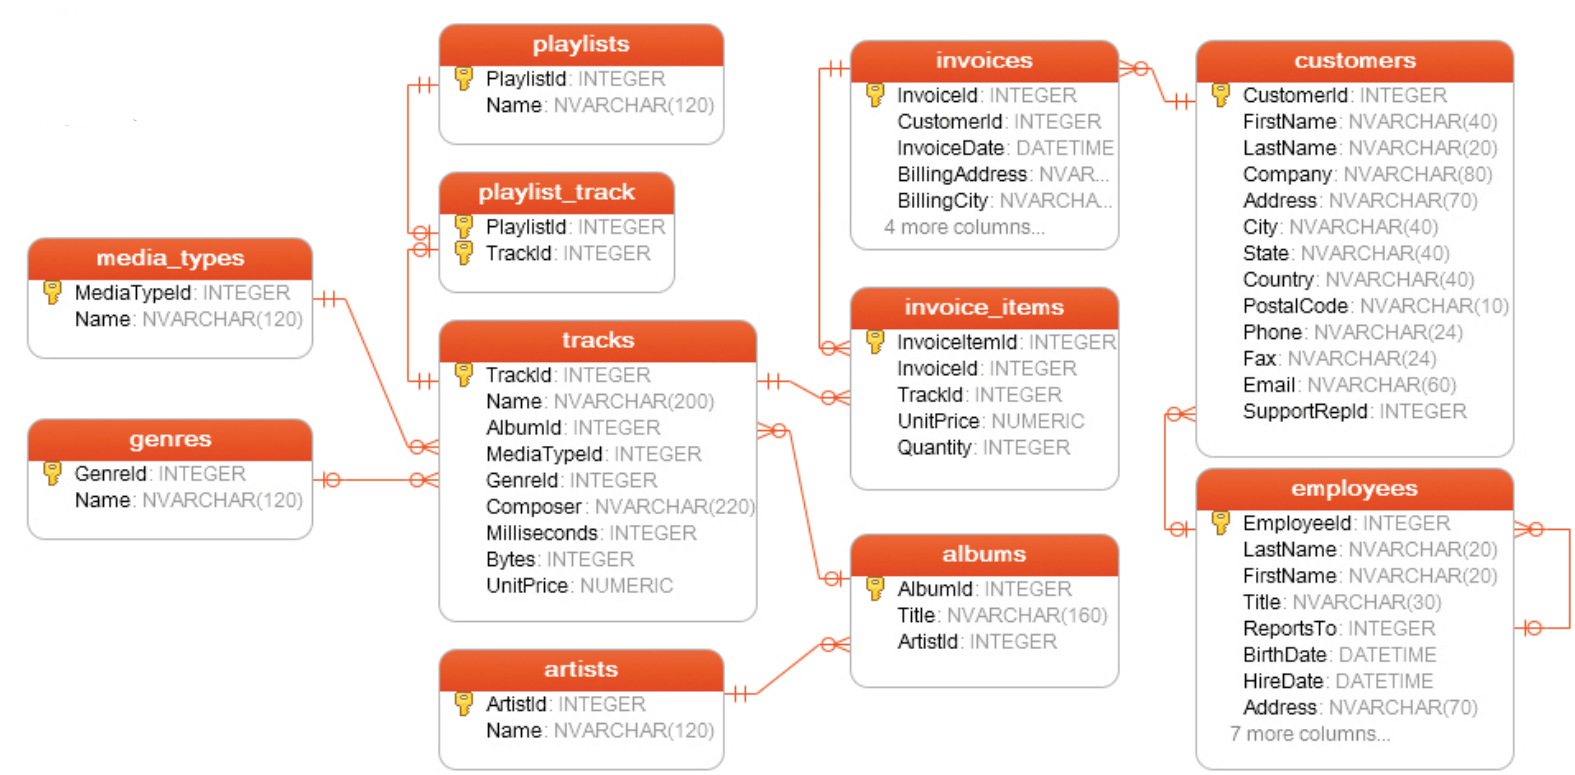 playlists
PlaylistId: INTEGER
Name: NVARCHAR(120)
playlist_track
PlaylistId: INTEGER
TrackId: INTEGER
media_types
MediaTypeId: INTEGER
Name: NVARCHAR(120)
genres
GenreId: INTEGER
Name: NVARCHAR(120)
tracks
TrackId: INTEGER
Name: NVARCHAR(200)
AlbumId: INTEGER
MediaTypeId: INTEGER
GenreId: INTEGER
Composer: NVARCHAR(220)
Milliseconds: INTEGER
Bytes: INTEGER
UnitPrice: NUMERIC
artists
ArtistId: INTEGER
Name: NVARCHAR(120)
invoices
InvoiceId: INTEGER
CustomerId: INTEGER
InvoiceDate: DATETIME
BillingAddress: NVAR...
BillingCity: NVARCHA...
4 more columns...
invoice_items
InvoiceItemId: INTEGER
InvoiceId: INTEGER
TrackId: INTEGER
UnitPrice: NUMERIC
Quantity: INTEGER
albums
AlbumId: INTEGER
Title: NVARCHAR(160)
ArtistId: INTEGER
customers
CustomerId: INTEGER
FirstName: NVARCHAR(40)
LastName: NVARCHAR(20)
Company: NVARCHAR(80)
Address: NVARCHAR(70)
City: NVARCHAR(40)
State: NVARCHAR(40)
Country: NVARCHAR(40)
PostalCode: NVARCHAR(10)
Phone: NVARCHAR(24)
Fax: NVARCHAR(24)
Email: NVARCHAR(60)
SupportRepId: INTEGER
employees
EmployeeId: INTEGER
LastName: NVARCHAR(20)
FirstName: NVARCHAR(20)
Title: NVARCHAR(30)
ReportsTo: INTEGER
BirthDate: DATETIME
HireDate: DATETIME
Address: NVARCHAR(70)
7 more columns...